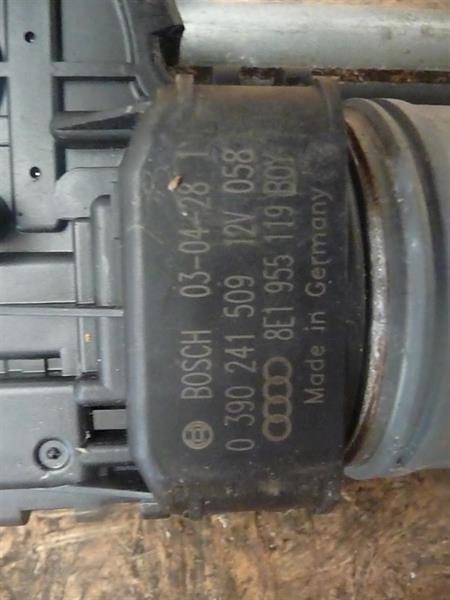 BOSCH 03-04-28 1
0 390 241 509 12V 058
8E1 955 119 BOY
Made in Germany